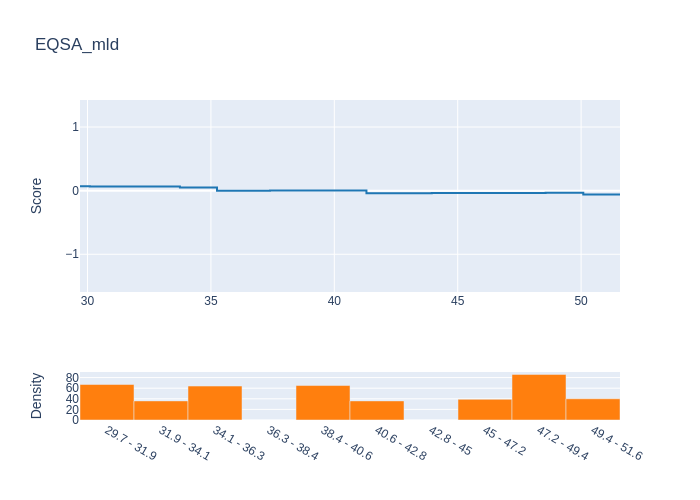 EQSA_mld
Score
1
0
−1
30 35 40 45 50
Density
80
60
40
20
0
29.7 - 31.9
31.9 - 34.1
34.1 - 36.3
36.3 - 38.4
38.4 - 40.6
40.6 - 42.8
42.8 - 45
45 - 47.2
47.2 - 49.4
49.4 - 51.6